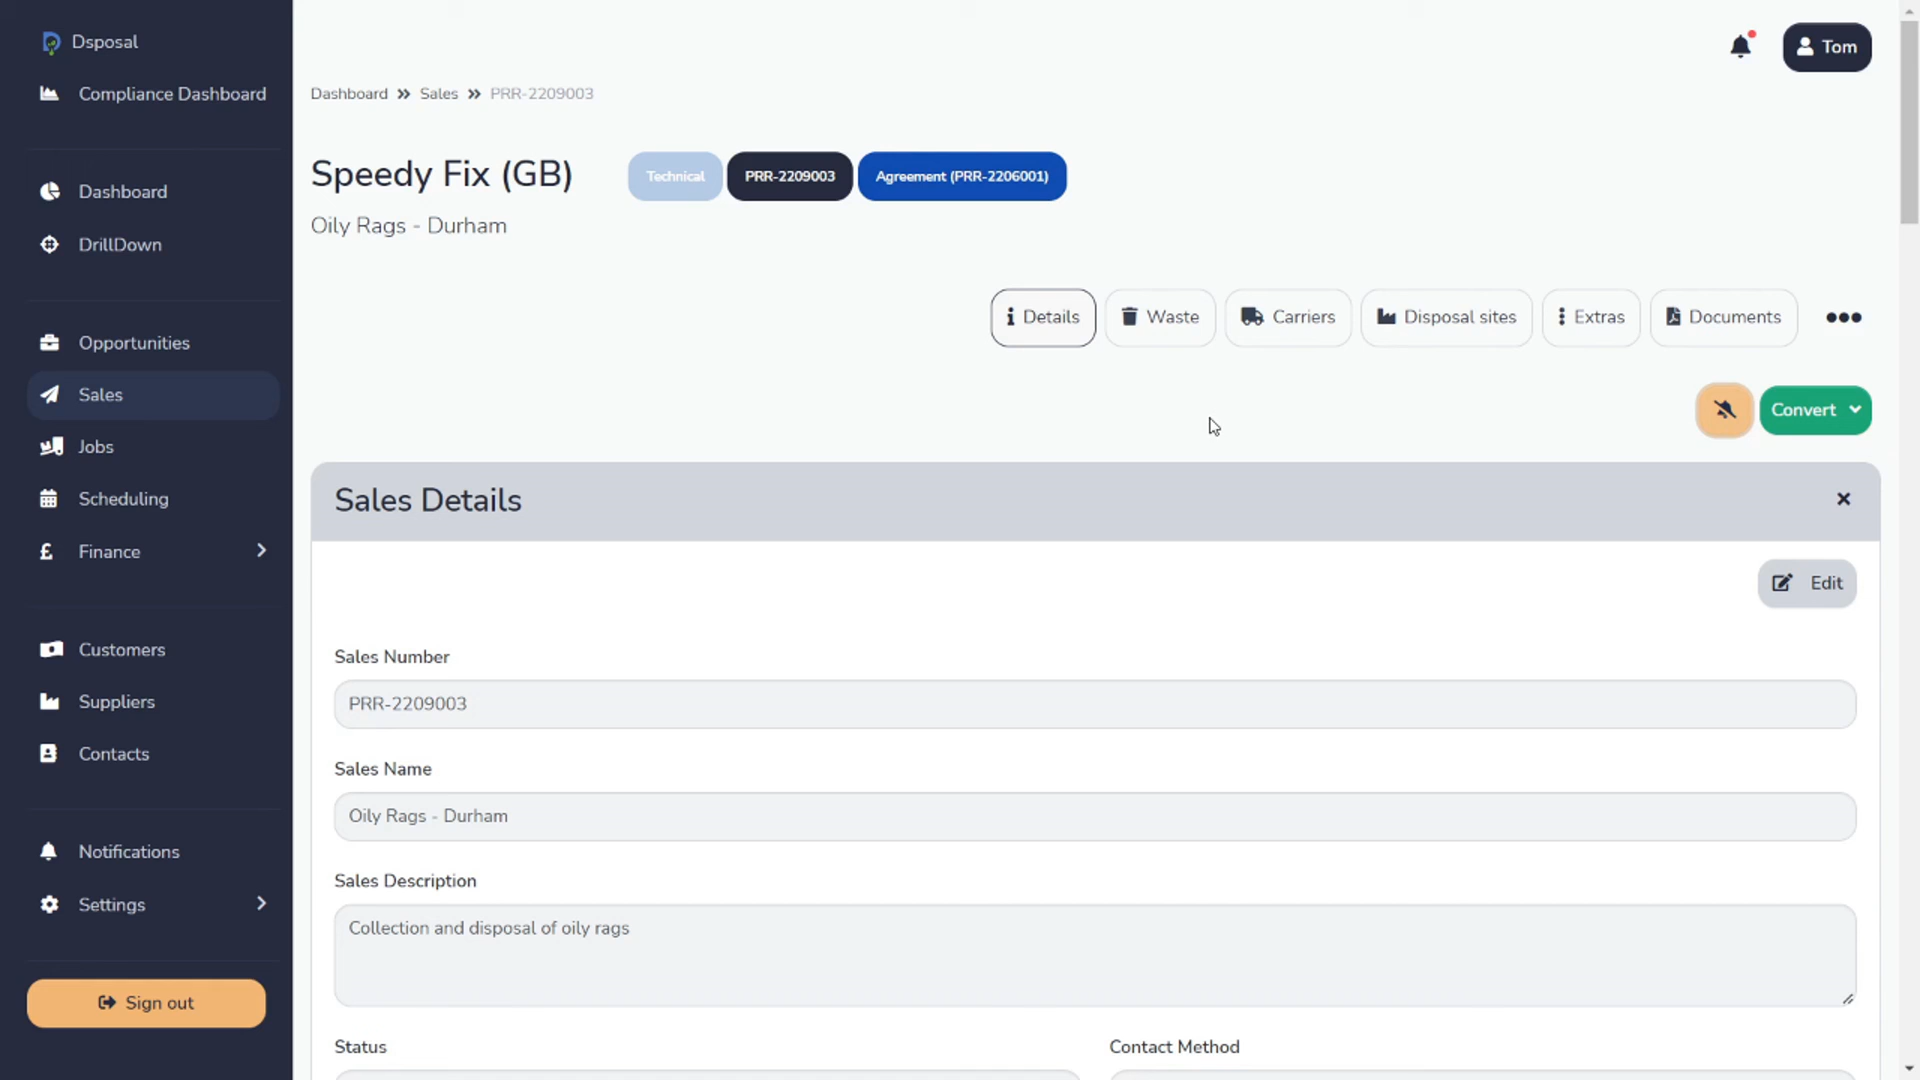 Dsposal
Compliance Dashboard
Dashboard
DrillDown
Opportunities
Sales
Jobs
Scheduling
Finance
Customers
Suppliers
Contacts
Notifications
Settings
Sign out
Tom
Dashboard » Sales » PRR-2209003
Speedy Fix (GB)
Technical
PRR-2209003
Agreement (PRR-2206001)
Oily Rags - Durham
Details
Waste
Carriers
Disposal sites
Extras
Documents
Convert
Sales Details
Edit
Sales Number
PRR-2209003
Sales Name
Oily Rags - Durham
Sales Description
Collection and disposal of oily rags
Status
Contact Method